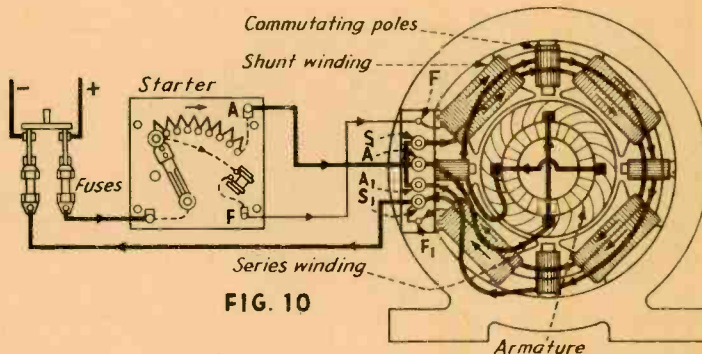 Commutating poles
Shunt winding
Starter
- +
A
F
S
A
Fuses
A1
S1
F
F1
Series winding
FIG. 10
Armature